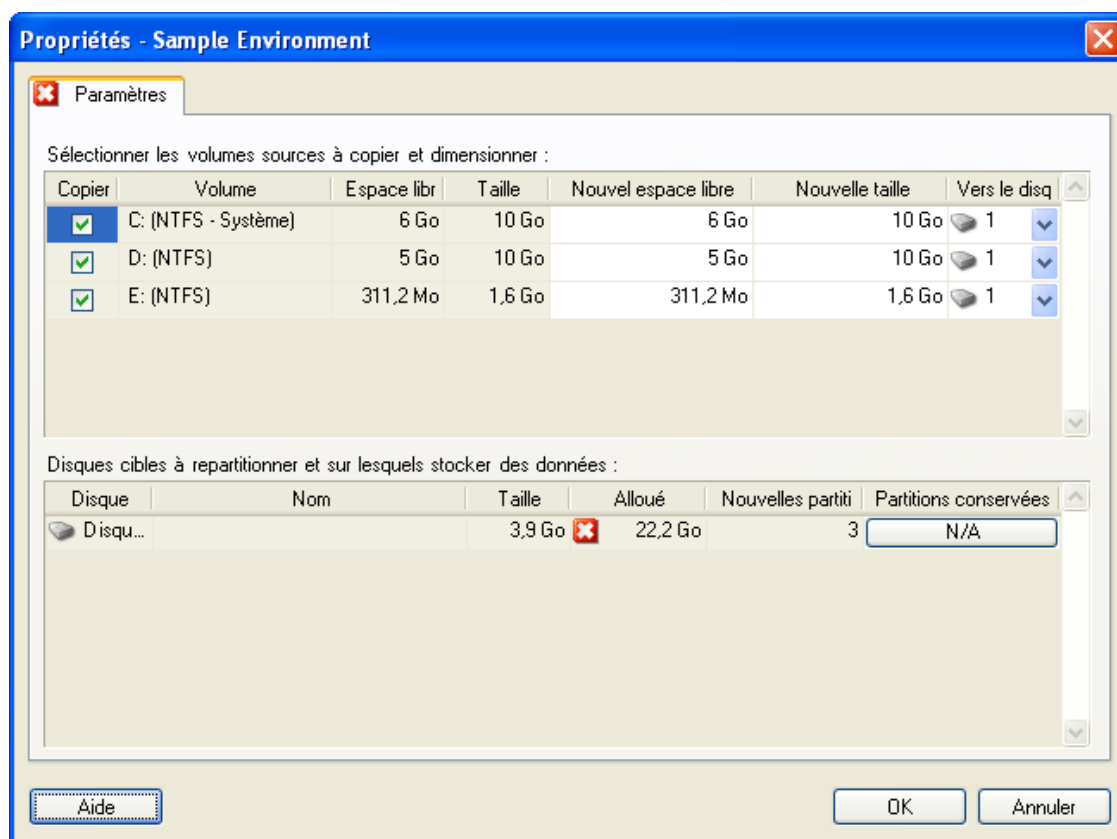 Propriétés - Sample Environment
Paramètres
Sélectionner les volumes sources à copier et dimensionner :
Copier Volume Espace libr Taille Nouvel espace libre Nouvelle taille Vers le disq
C: (NTFS - Système) 6 Go 10 Go 6 Go 10 Go 1
D: (NTFS) 5 Go 10 Go 5 Go 10 Go 1
E: (NTFS) 311,2 Mo 1,6 Go 311,2 Mo 1,6 Go 1
Disques cibles à repartitionner et sur lesquels stocker des données :
Disque Nom Taille Alloué Nouvelles partiti Partitions conservées
Disqu... 3,9 Go 22,2 Go 3 N/A
Aide OK Annuler